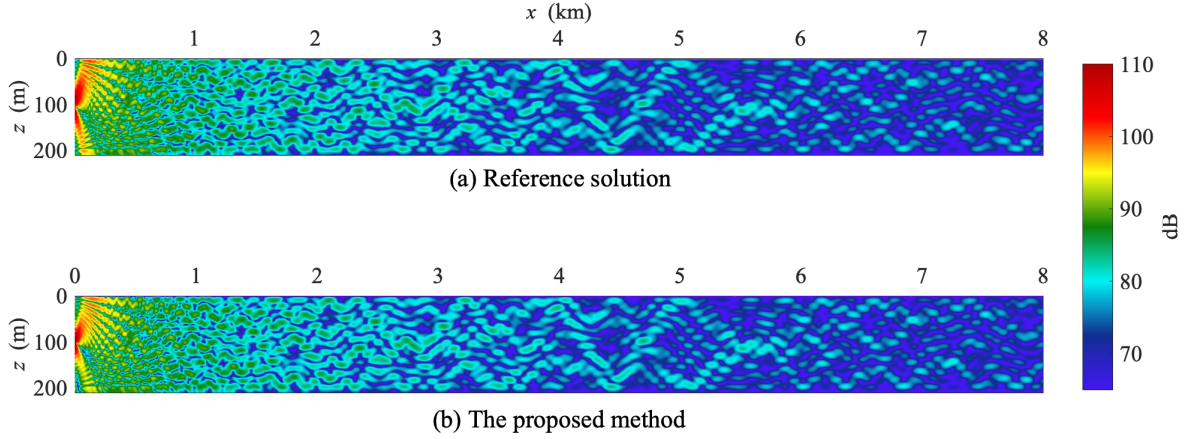 x (km)
1 2 3 4 5 6 7 8
0
100
200
z (m)
(a) Reference solution
0 1 2 3 4 5 6 7 8
0
100
200
z (m)
(b) The proposed method
110
100
90
80
70
dB